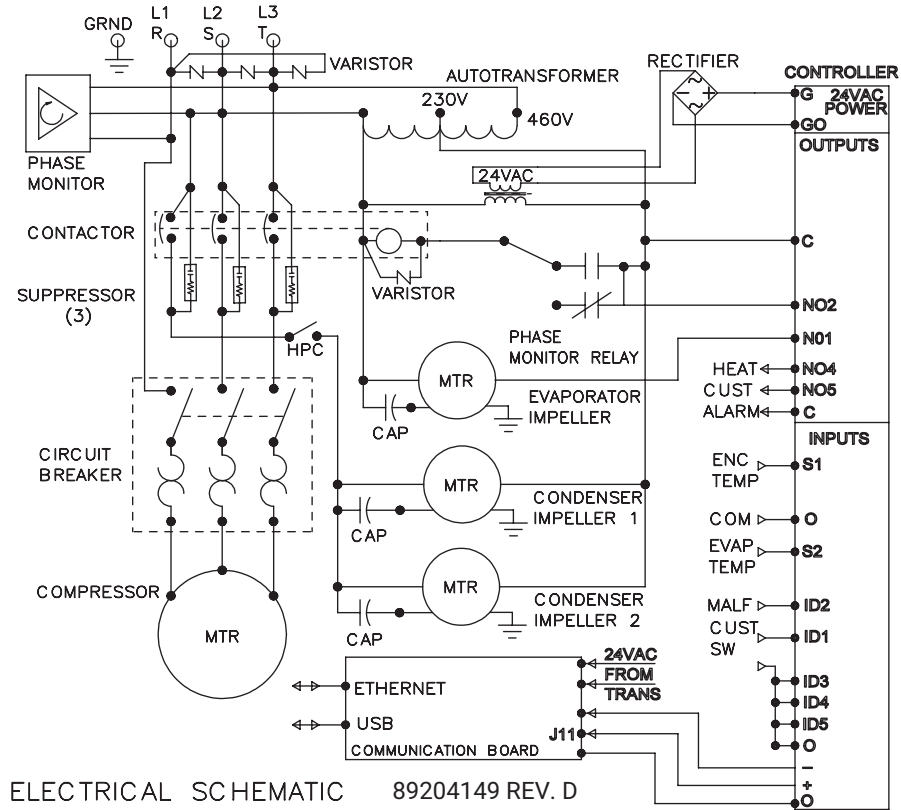 GRND
L1 L2 L3
R S T
VARISTOR
RECTIFIER
AUTOTRANSFORMER
230V
460V
CONTROLLER
G 24VAC
POWER
GO
OUTPUTS
PHASE
MONITOR
24VAC
CONTACTOR
C
VARISTOR
SUPPRESSOR
(3)
NO2
PHASE
MONITOR RELAY
N01
HPC
HEAT NO4
CUST NO5
ALARM C
MTR
EVAPORATOR
IMPELLER
CAP
INPUTS
CIRCUIT
BREAKER
ENC
TEMP
S1
MTR
CONDENSER
IMPELLER 1
CAP
COM O
EVAP
TEMP
S2
COMPRESSOR
MTR
MTR
CONDENSER
IMPELLER 2
CAP
MALF ID2
CUST
SW
ID1
24VAC
FROM
TRANS
ID3
ID4
ID5
O
ETHERNET
USB
J11
COMMUNICATION BOARD
–
+
O
ELECTRICAL SCHEMATIC 89204149 REV. D